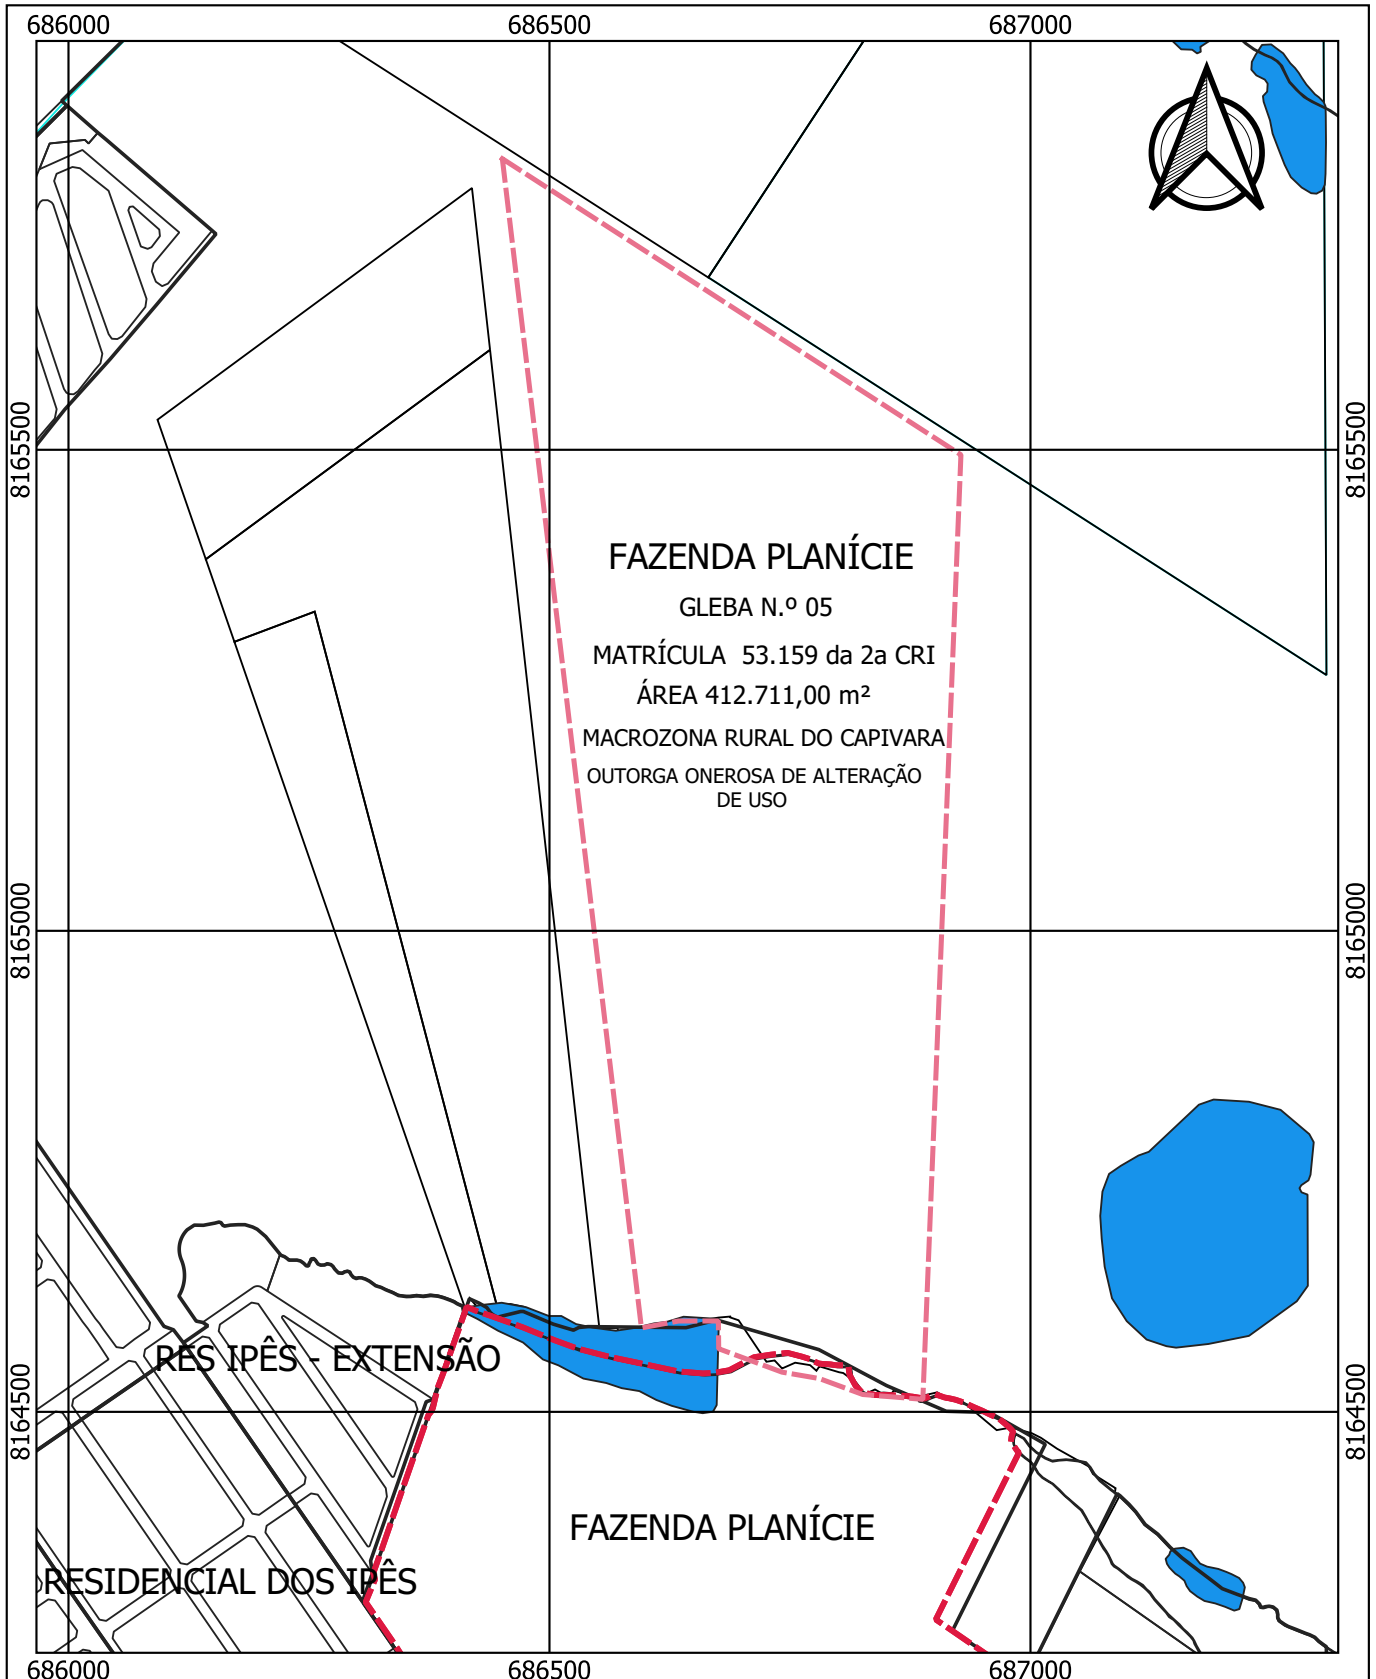 686000
686500
687000
8165500
8165500
FAZENDA PLANÍCIE
GLEBA N.º 05
MATRÍCULA 53.159 da 2a CRI
ÁREA 412.711,00 m²
MACROZONA RURAL DO CAPIVARA
OUTORGA ONEROSA DE ALTERAÇÃO
DE USO
8165000
8165000
RES IPÊS - EXTENSÃO
8164500
8164500
FAZENDA PLANÍCIE
RESIDENCIAL DOS IPÊS
686000
686500
687000